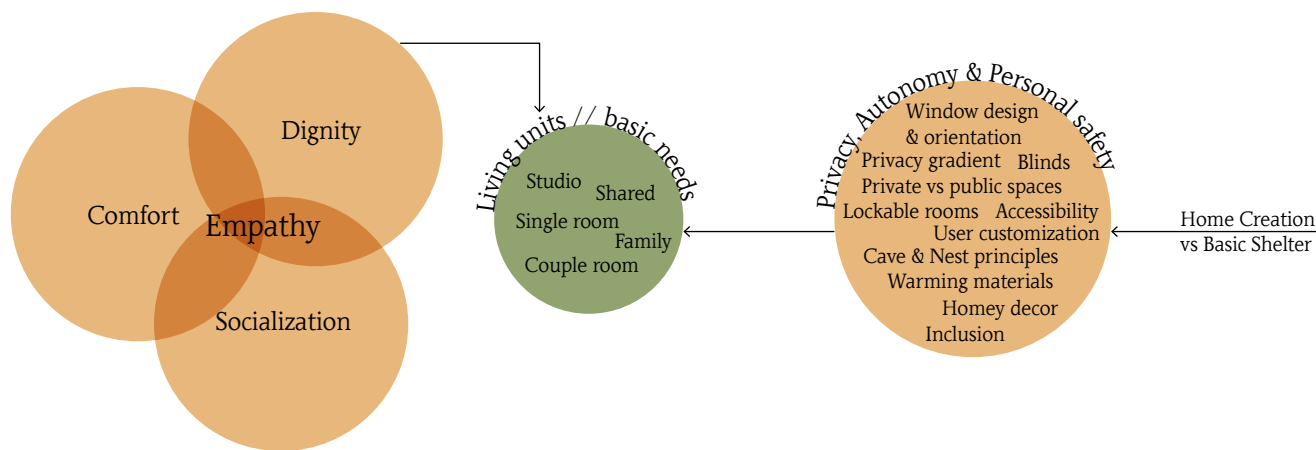 Dignity
Comfort
Empathy
Socialization
Living units // basic needs
Studio
Shared
Single room
Family
Couple room
Privacy, Autonomy & Personal safety
Window design
& orientation
Privacy gradient
Blinds
Private vs public spaces
Lockable rooms
Accessibility
User customization
Cave & Nest principles
Warming materials
Homey decor
Inclusion
Home Creation
vs Basic Shelter